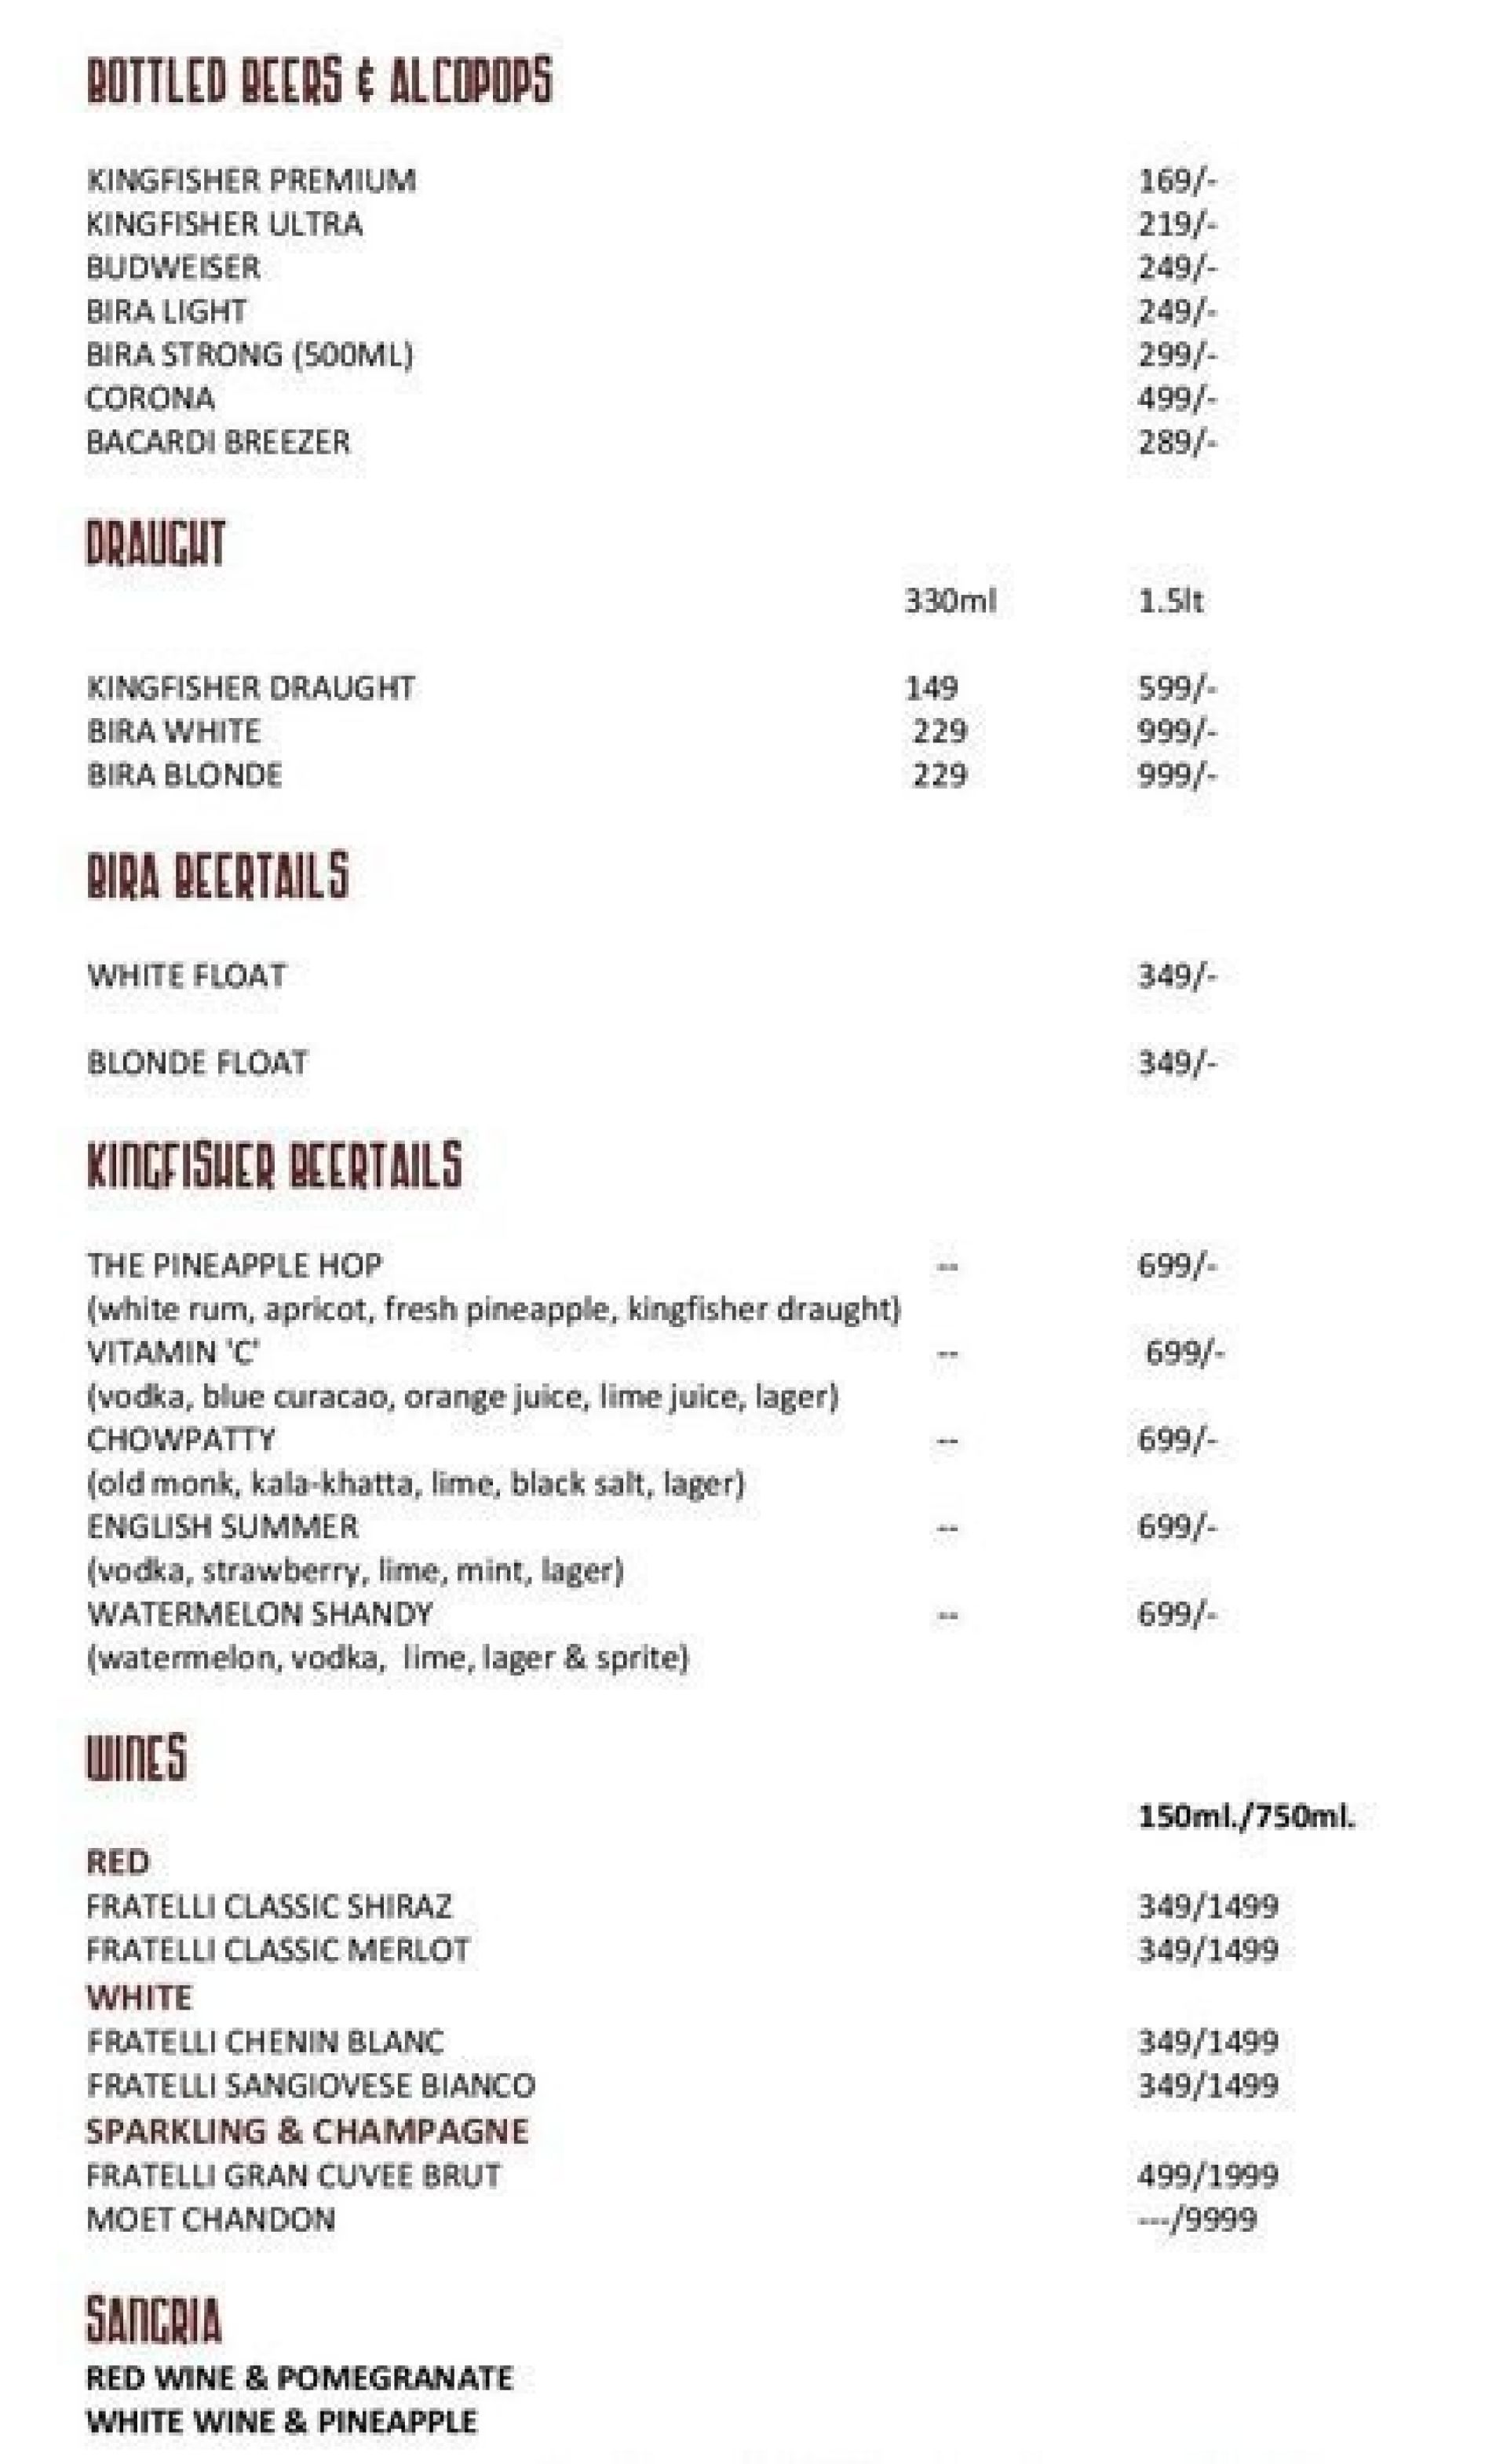 BOTTLED BEERS & ALCOPOPS
KINGFISHER PREMIUM 169/-
KINGFISHER ULTRA 219/-
BUDWEISER 249/-
BIRA LIGHT 249/-
BIRA STRONG (500ML) 299/-
CORONA 499/-
BACARDI BREEZER 289/-
DRAUGHT
330ml 1.5lt
KINGFISHER DRAUGHT 149 599/-
BIRA WHITE 229 999/-
BIRA BLONDE 229 999/-
BIRA BEERTAILS
WHITE FLOAT 349/-
BLONDE FLOAT 349/-
KINGFISHER BEERTAILS
THE PINEAPPLE HOP -- 699/-
(white rum, apricot, fresh pineapple, kingfisher draught)
VITAMIN 'C' -- 699/-
(vodka, blue curacao, orange juice, lime juice, lager)
CHOWPATTY -- 699/-
(old monk, kala-khatta, lime, black salt, lager)
ENGLISH SUMMER -- 699/-
(vodka, strawberry, lime, mint, lager)
WATERMELON SHANDY -- 699/-
(watermelon, vodka, lime, lager & sprite)
WINES
150ml./750ml.
RED
FRATELLI CLASSIC SHIRAZ 349/1499
FRATELLI CLASSIC MERLOT 349/1499
WHITE
FRATELLI CHENIN BLANC 349/1499
FRATELLI SANGIOVESE BIANCO 349/1499
SPARKLING & CHAMPAGNE
FRATELLI GRAN CUVEE BRUT 499/1999
MOET CHANDON ---/9999
SANGRIA
RED WINE & POMEGRANATE
WHITE WINE & PINEAPPLE